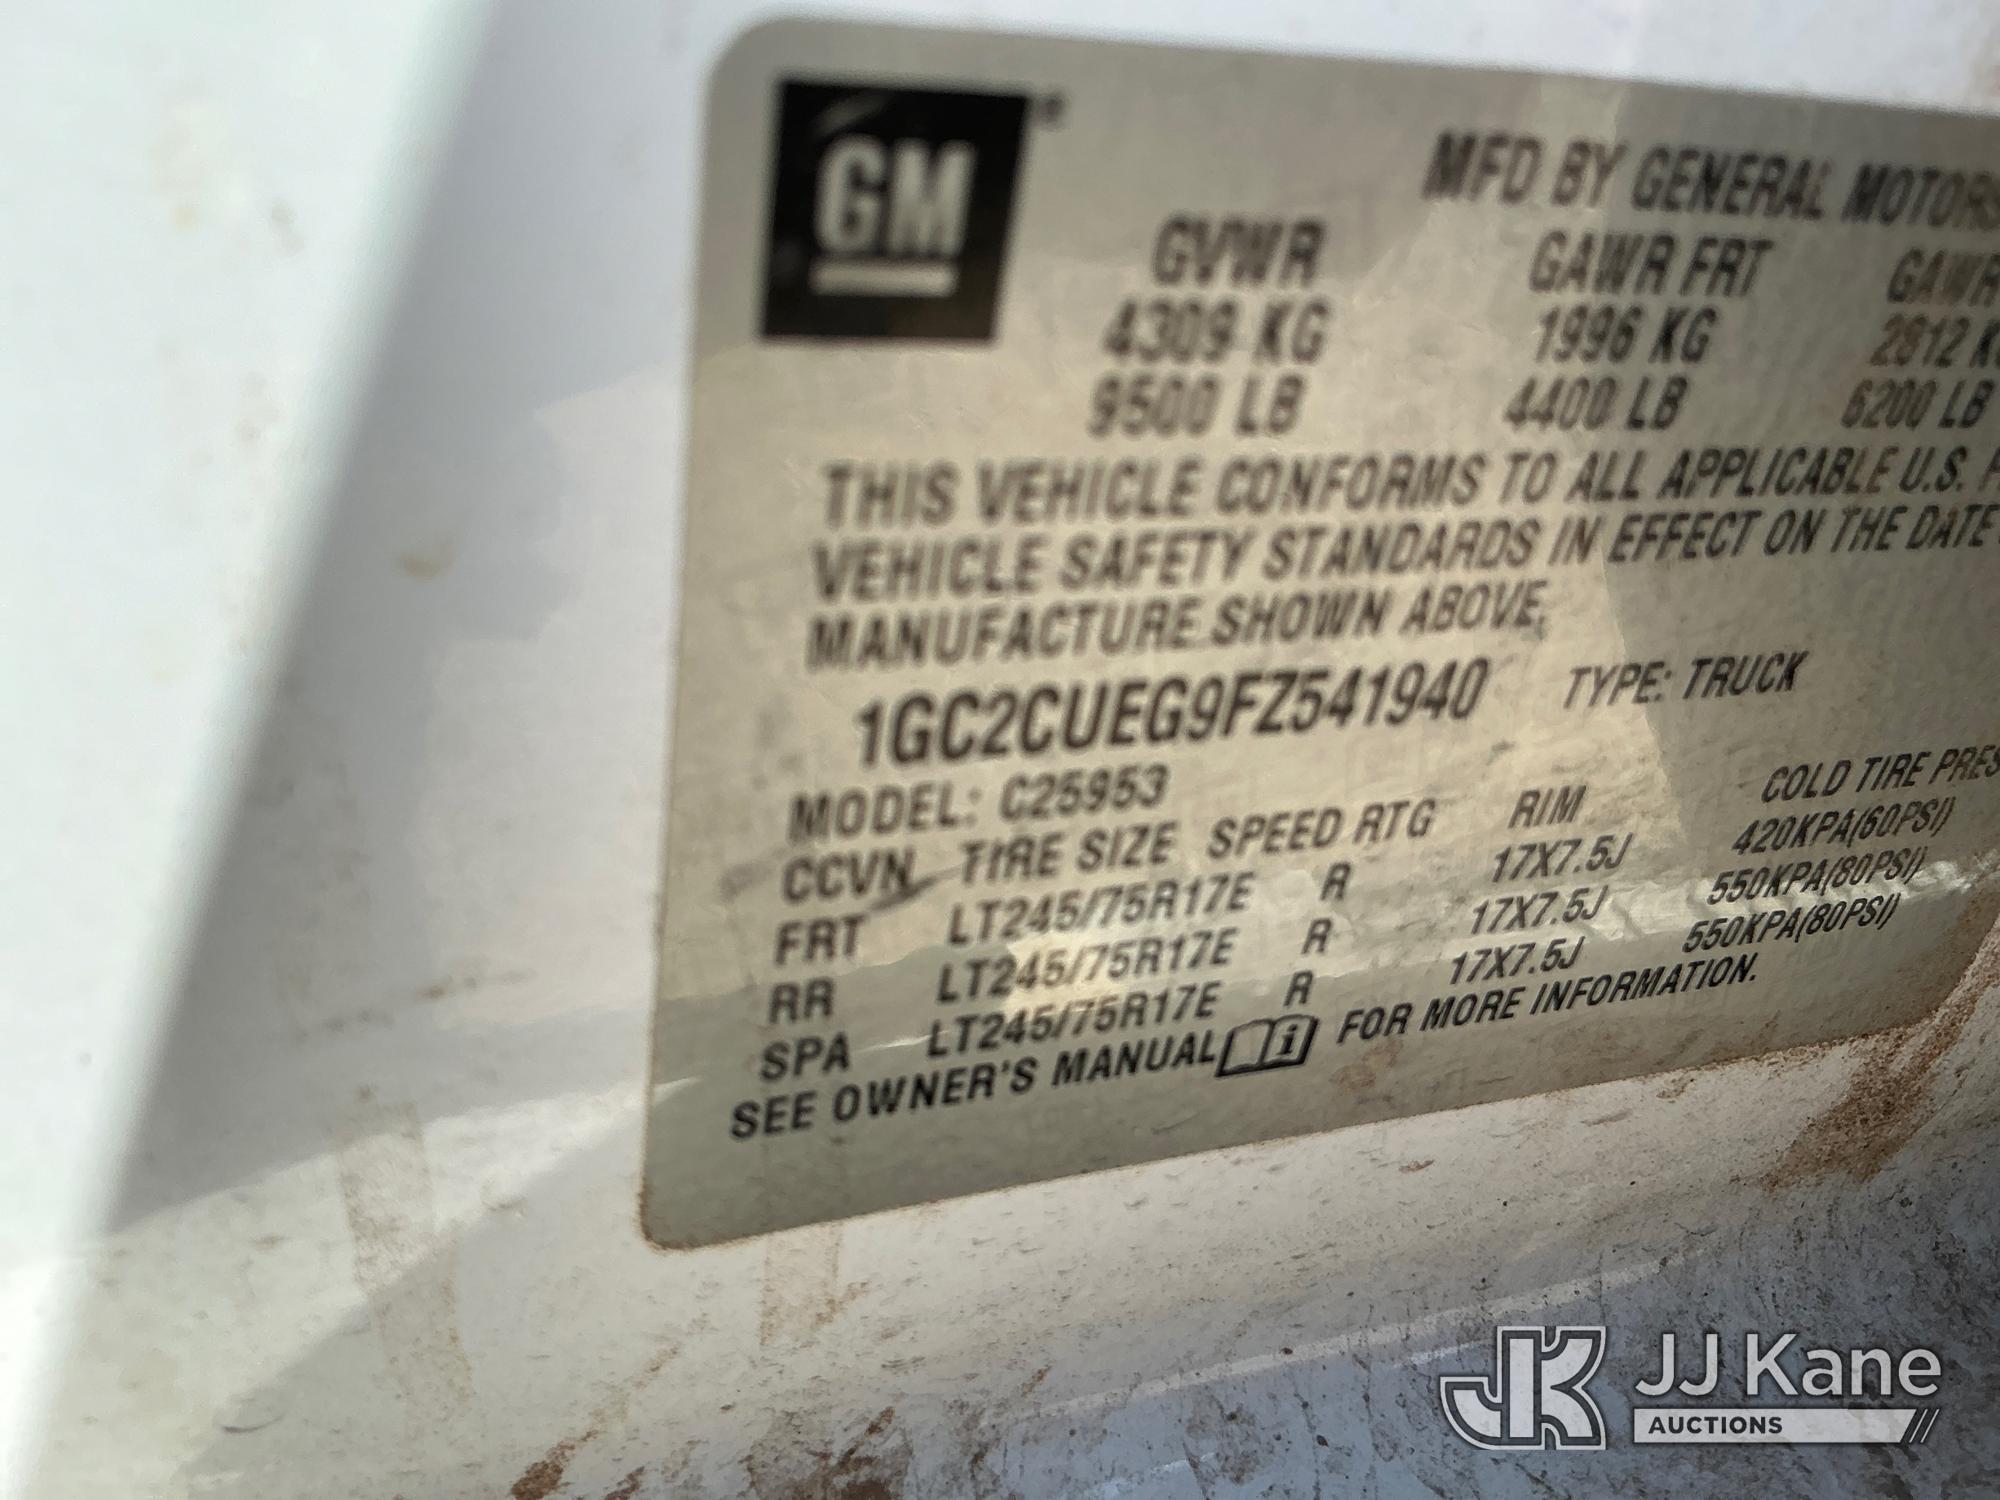 GM
MFD BY GENERAL MOTORS
GVWR GAWR FRT GAWR
4309 KG 1996 KG 2812 KG
9500 LB 4400 LB 6200 LB
THIS VEHICLE CONFORMS TO ALL APPLICABLE U.S.
VEHICLE SAFETY STANDARDS IN EFFECT ON THE DATE
MANUFACTURE SHOWN ABOVE.
1GC2CUEG9FZ541940 TYPE: TRUCK
MODEL: C25953
CCVN TIRE SIZE SPEED RTG RIM COLD TIRE PRES
FRT LT245/75R17E R 17X7.5J 420KPA(60PSI)
RR LT245/75R17E R 17X7.5J 550KPA(80PSI)
SPA LT245/75R17E R 17X7.5J 550KPA(80PSI)
SEE OWNER'S MANUAL i FOR MORE INFORMATION.
JK JJ Kane
AUCTIONS